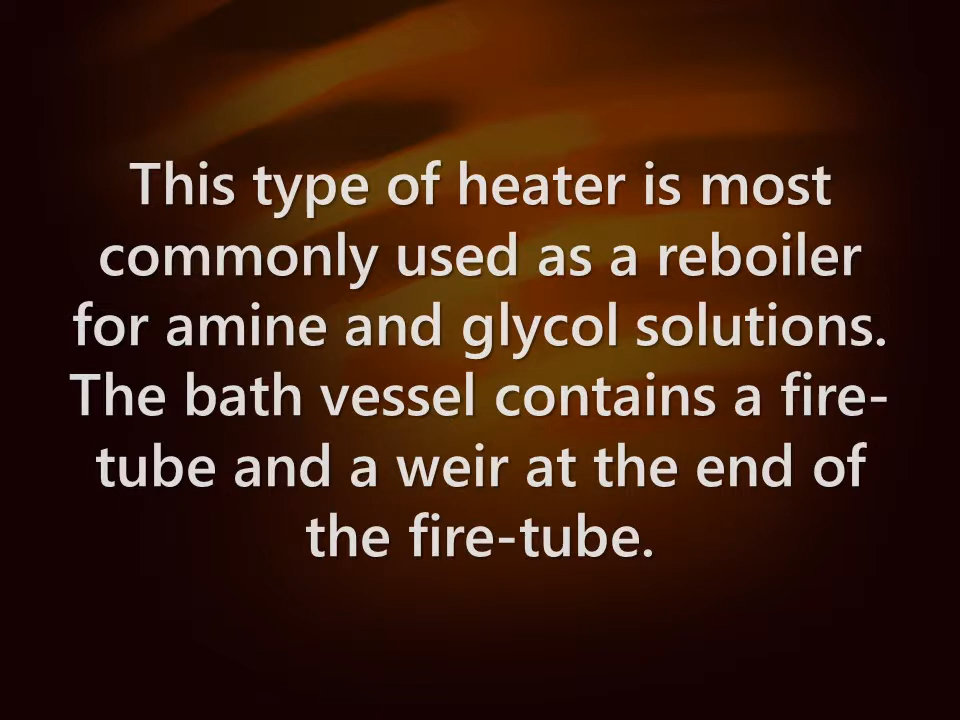 This type of heater is most
commonly used as a reboiler
for amine and glycol solutions.
The bath vessel contains a fire-
tube and a weir at the end of
the fire-tube.